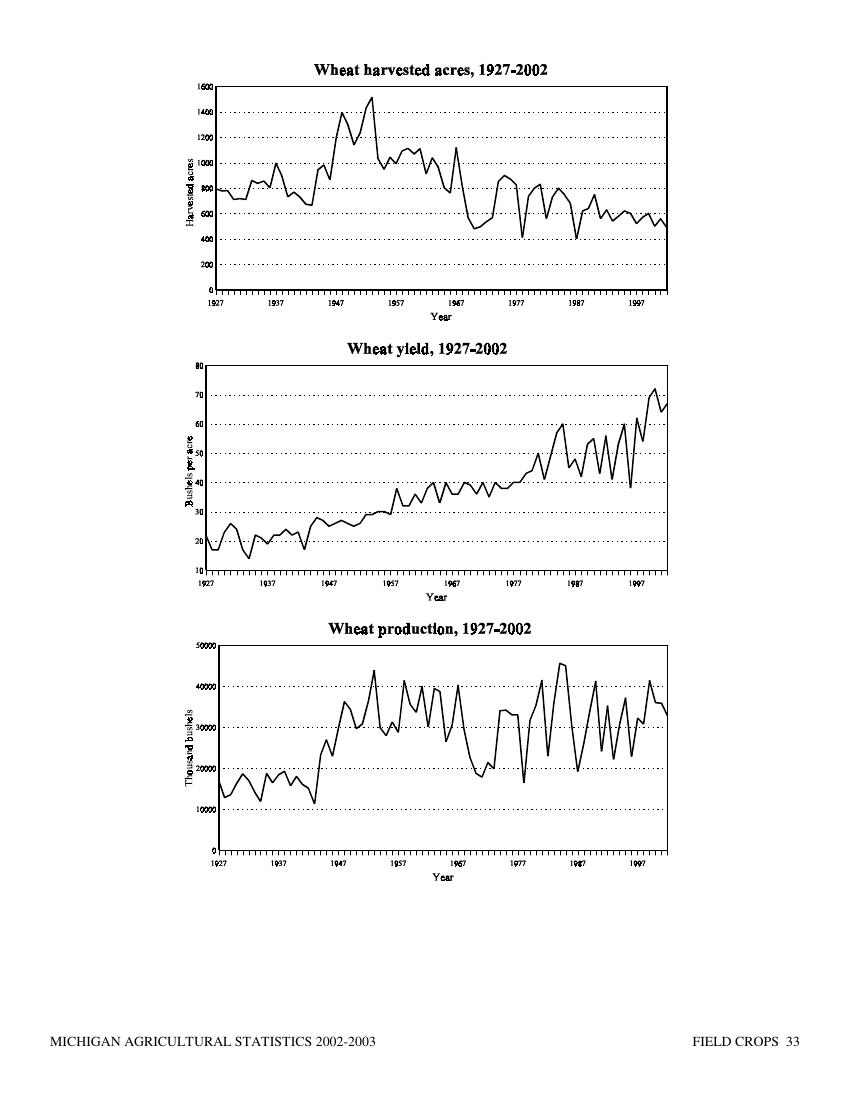 Wheat harvested acres, 1927-2002
1600
1400
1200
1000
800
600
400
200
0
Harvested acres
1927 1937 1947 1957 1967 1977 1987 1997
Year
Wheat yield, 1927-2002
80
70
60
50
40
30
20
10
Bushels per acre
1927 1937 1947 1957 1967 1977 1987 1997
Year
Wheat production, 1927-2002
50000
40000
30000
20000
10000
0
Thousand bushels
1927 1937 1947 1957 1967 1977 1987 1997
Year
MICHIGAN AGRICULTURAL STATISTICS 2002-2003 FIELD CROPS 33